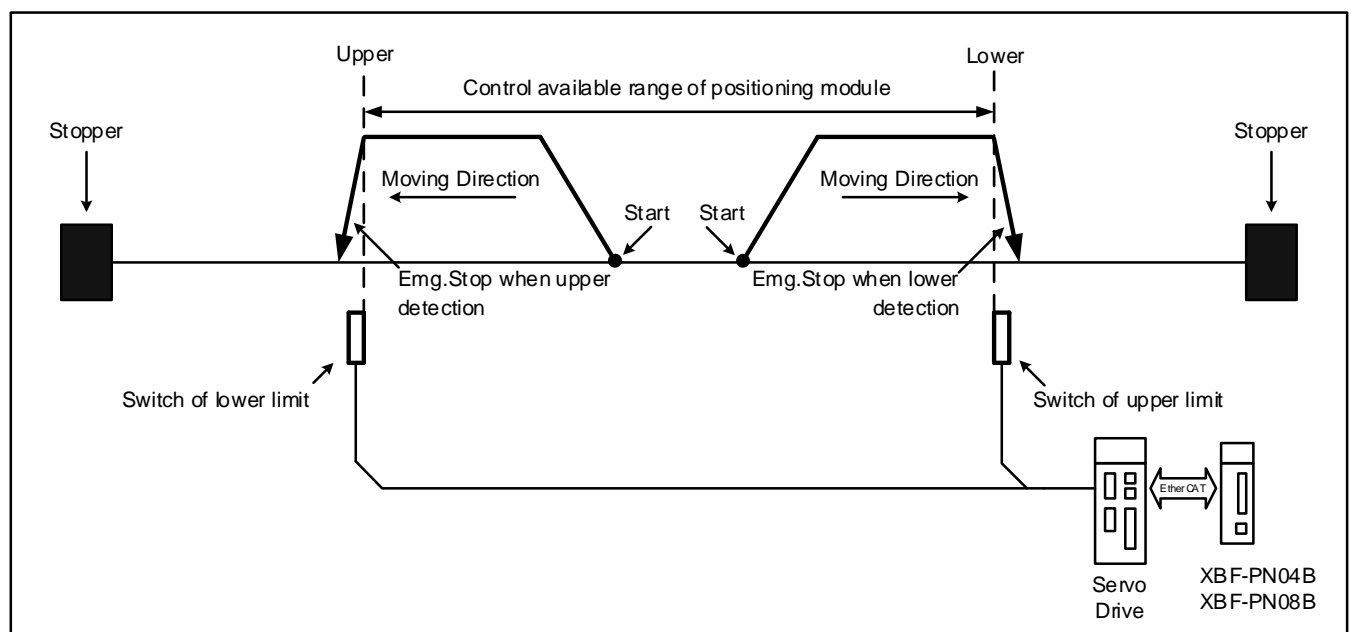 Upper
Lower
Control available range of positioning module
Stopper
Stopper
Moving Direction
Moving Direction
Start
Start
Emg.Stop when upper
detection
Emg.Stop when lower
detection
Switch of lower limit
Switch of upper limit
EtherCAT
Servo
Drive
XBF-PN04B
XBF-PN08B